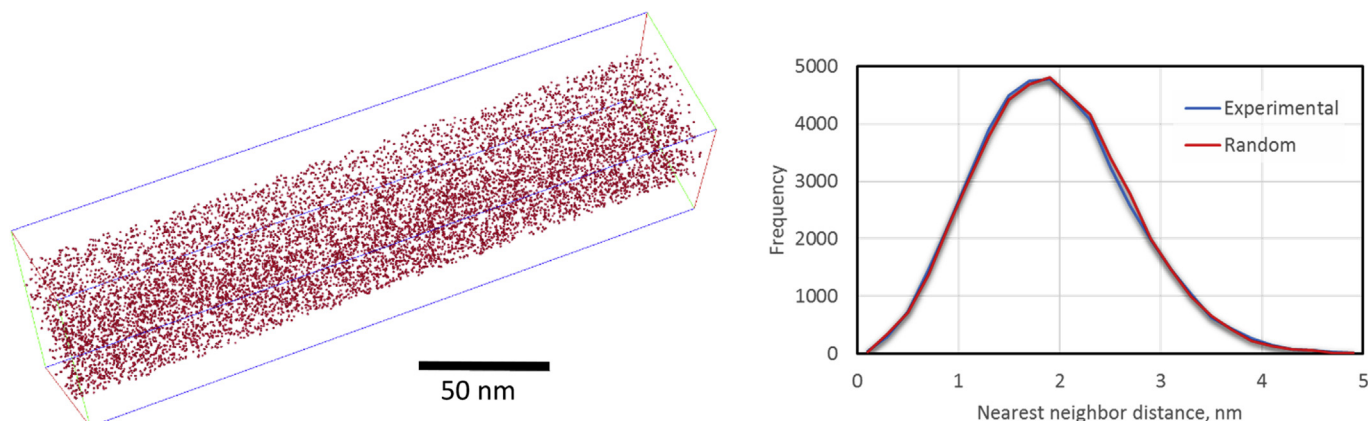 50 nm
5000
4000
3000
2000
1000
0
Frequency
Experimental
Random
0 1 2 3 4 5
Nearest neighbor distance, nm